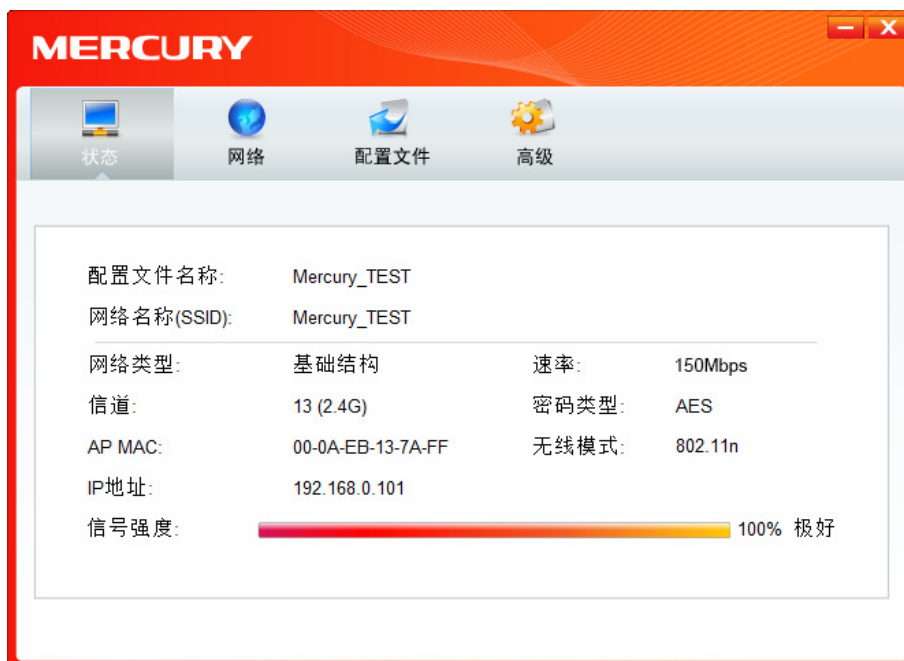 MERCURY
状态 网络 配置文件 高级
配置文件名称: Mercury_TEST
网络名称(SSID): Mercury_TEST
网络类型: 基础结构 速率: 150Mbps
信道: 13 (2.4G) 密码类型: AES
AP MAC: 00-0A-EB-13-7A-FF 无线模式: 802.11n
IP地址: 192.168.0.101
信号强度: 100% 极好